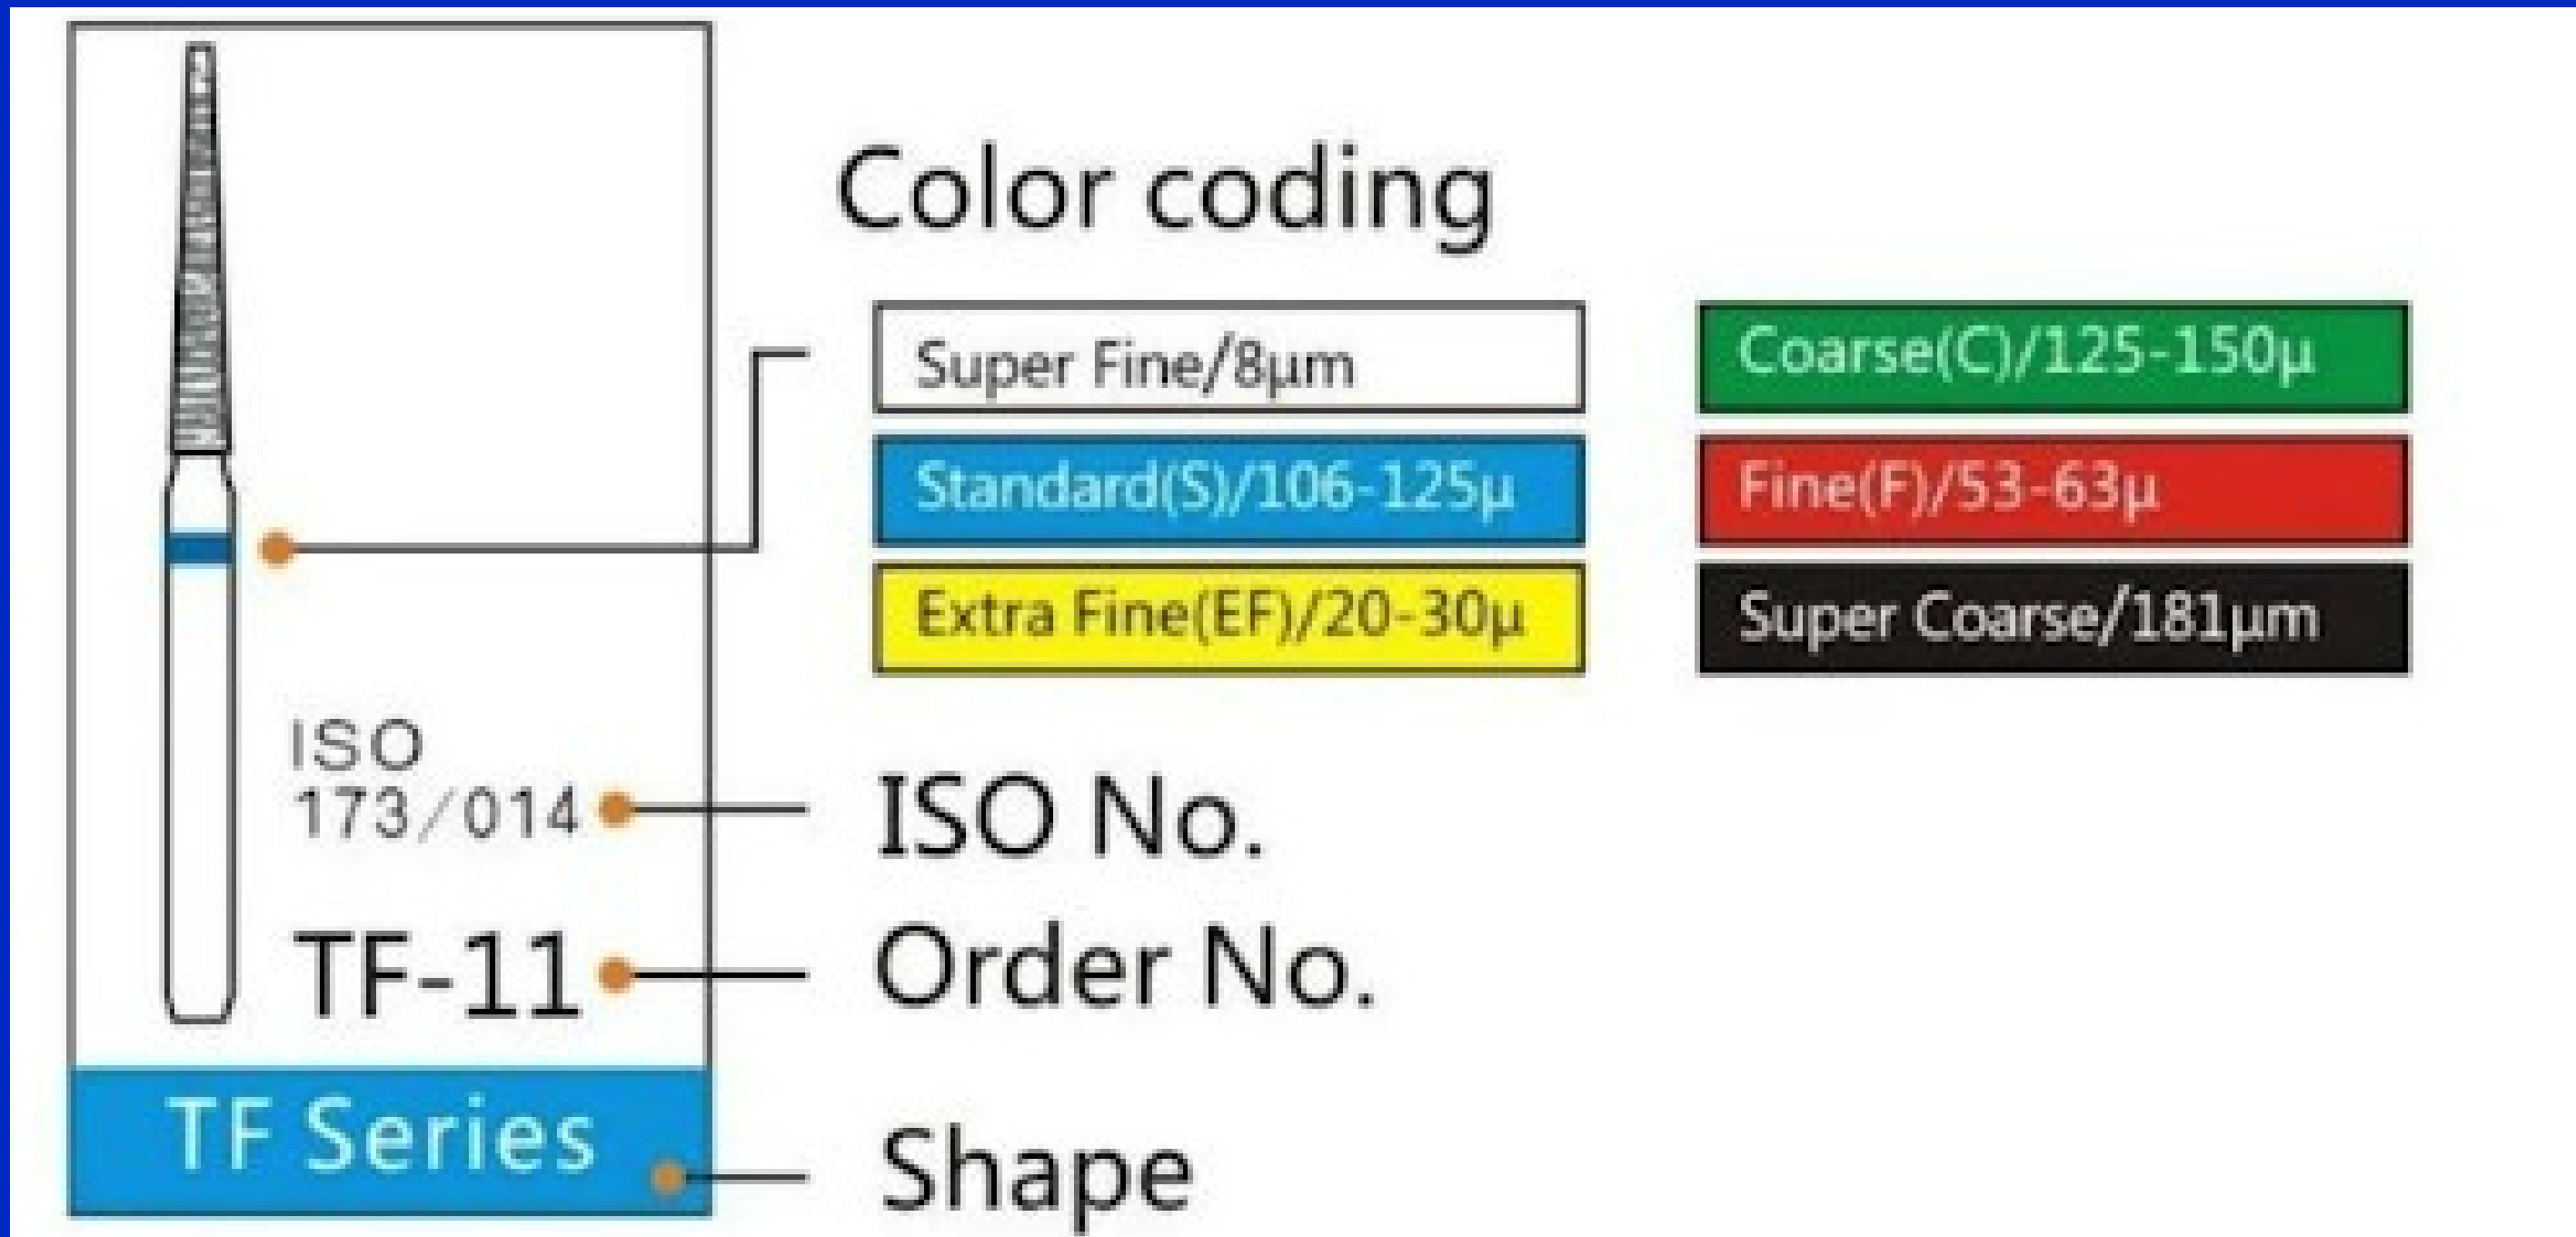 Color coding
Super Fine/8μm
Coarse(C)/125-150μ
Standard(S)/106-125μ
Fine(F)/53-63μ
Extra Fine(EF)/20-30μ
Super Coarse/181μm
ISO
173/014
ISO No.
TF-11
Order No.
TF Series
Shape